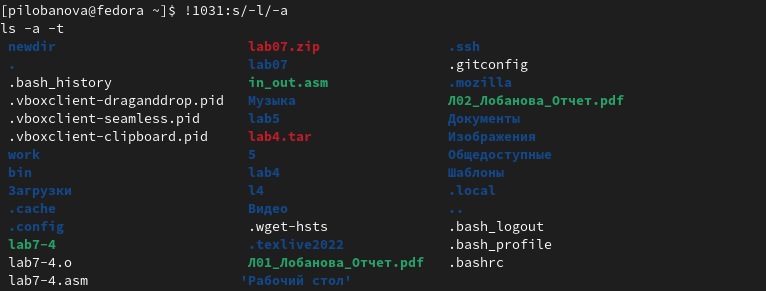 [pilobanova@fedora ~]$ !1031:s/-l/-a
ls -a -t
newdir lab07.zip .ssh
. lab07 .gitconfig
.bash_history in_out.asm .mozilla
.vboxclient-draganddrop.pid Музыка Л02_Лобанова_Отчет.pdf
.vboxclient-seamless.pid lab5 Документы
.vboxclient-clipboard.pid lab4.tar Изображения
work 5 Общедоступные
bin lab4 Шаблоны
Загрузки l4 .local
.cache Видео ..
.config .wget-hsts .bash_logout
lab7-4 .texlive2022 .bash_profile
lab7-4.o Л01_Лобанова_Отчет.pdf .bashrc
lab7-4.asm 'Рабочий стол'